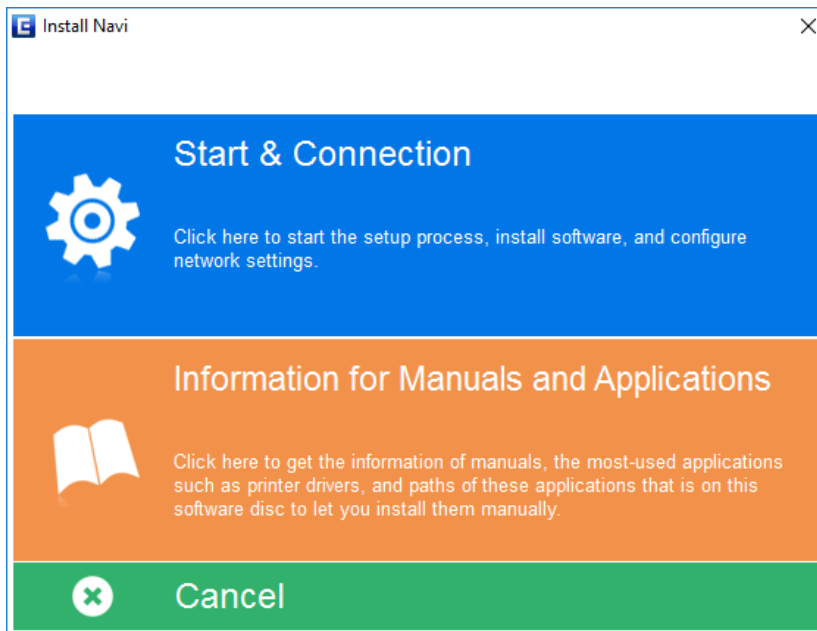 Install Navi
Start & Connection
Click here to start the setup process, install software, and configure
network settings.
Information for Manuals and Applications
Click here to get the information of manuals, the most-used applications
such as printer drivers, and paths of these applications that is on this
software disc to let you install them manually.
Cancel